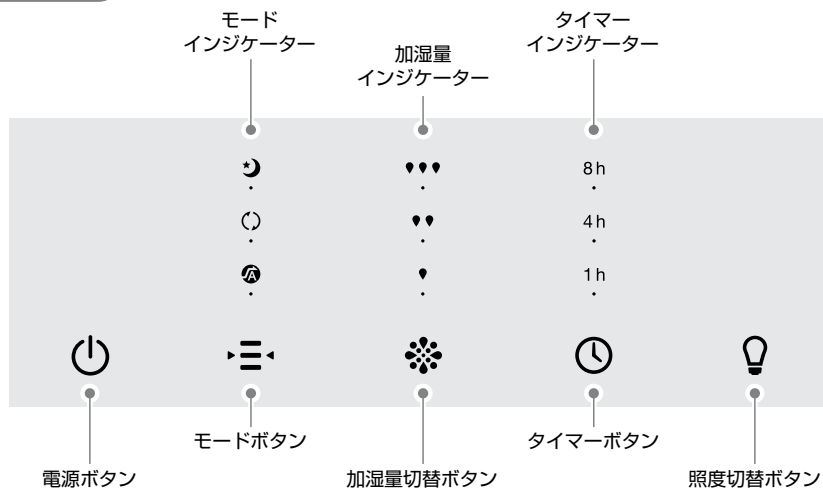 モード
インジケーター
加湿量
インジケーター
タイマー
インジケーター
8h
4h
1h
モードボタン
タイマーボタン
電源ボタン
加湿量切替ボタン
照度切替ボタン